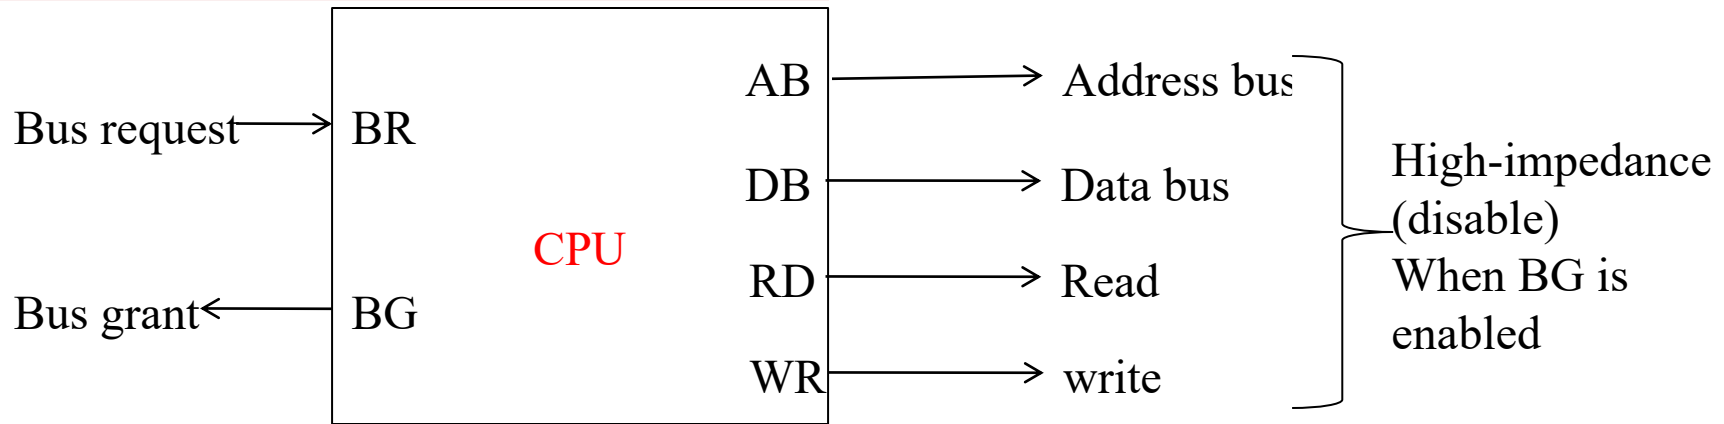 AB
Address bus
Bus request
BR
High-impedance
DB
Data bus
(disable)
CPU
RD
Read
When BG is
Bus grant
BG
enabled
WR
write